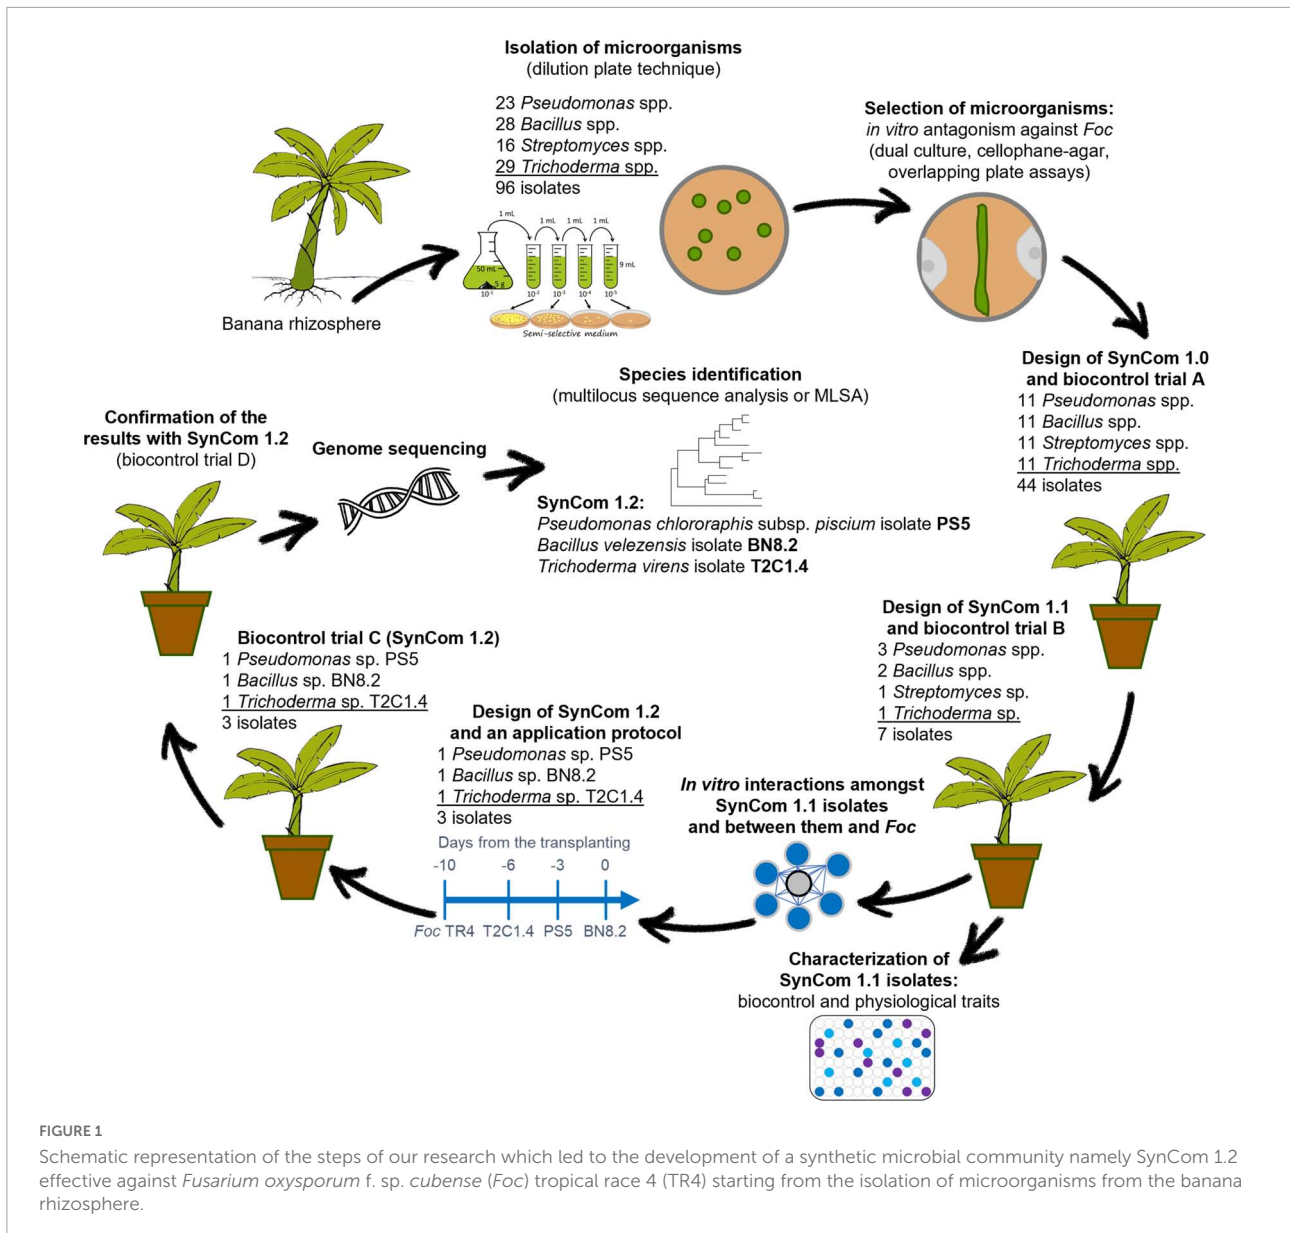 Isolation of microorganisms
(dilution plate technique)
23 Pseudomonas spp.
28 Bacillus spp.
16 Streptomyces spp.
29 Trichoderma spp.
96 isolates
Banana rhizosphere
1 mL
1 mL
1 mL
1 mL
50 mL
5 g
9 mL
10-1
10-2
10-3
10-4
10-5
Semi-selective medium
Selection of microorganisms:
in vitro antagonism against Foc
(dual culture, cellophane-agar,
overlapping plate assays)
Design of SynCom 1.0
and biocontrol trial A
11 Pseudomonas spp.
11 Bacillus spp.
11 Streptomyces spp.
11 Trichoderma spp.
44 isolates
Design of SynCom 1.1
and biocontrol trial B
3 Pseudomonas spp.
2 Bacillus spp.
1 Streptomyces sp.
1 Trichoderma sp.
7 isolates
In vitro interactions amongst
SynCom 1.1 isolates
and between them and Foc
Characterization of
SynCom 1.1 isolates:
biocontrol and physiological traits
Design of SynCom 1.2
and an application protocol
1 Pseudomonas sp. PS5
1 Bacillus sp. BN8.2
1 Trichoderma sp. T2C1.4
3 isolates
Days from the transplanting
-10 -6 -3 0
Foc TR4 T2C1.4 PS5 BN8.2
Biocontrol trial C (SynCom 1.2)
1 Pseudomonas sp. PS5
1 Bacillus sp. BN8.2
1 Trichoderma sp. T2C1.4
3 isolates
Confirmation of the
results with SynCom 1.2
(biocontrol trial D)
Genome sequencing
Species identification
(multilocus sequence analysis or MLSA)
SynCom 1.2:
Pseudomonas chlororaphis subsp. piscium isolate PS5
Bacillus velezensis isolate BN8.2
Trichoderma virens isolate T2C1.4
FIGURE 1
Schematic representation of the steps of our research which led to the development of a synthetic microbial community namely SynCom 1.2
effective against Fusarium oxysporum f. sp. cubense (Foc) tropical race 4 (TR4) starting from the isolation of microorganisms from the banana
rhizosphere.